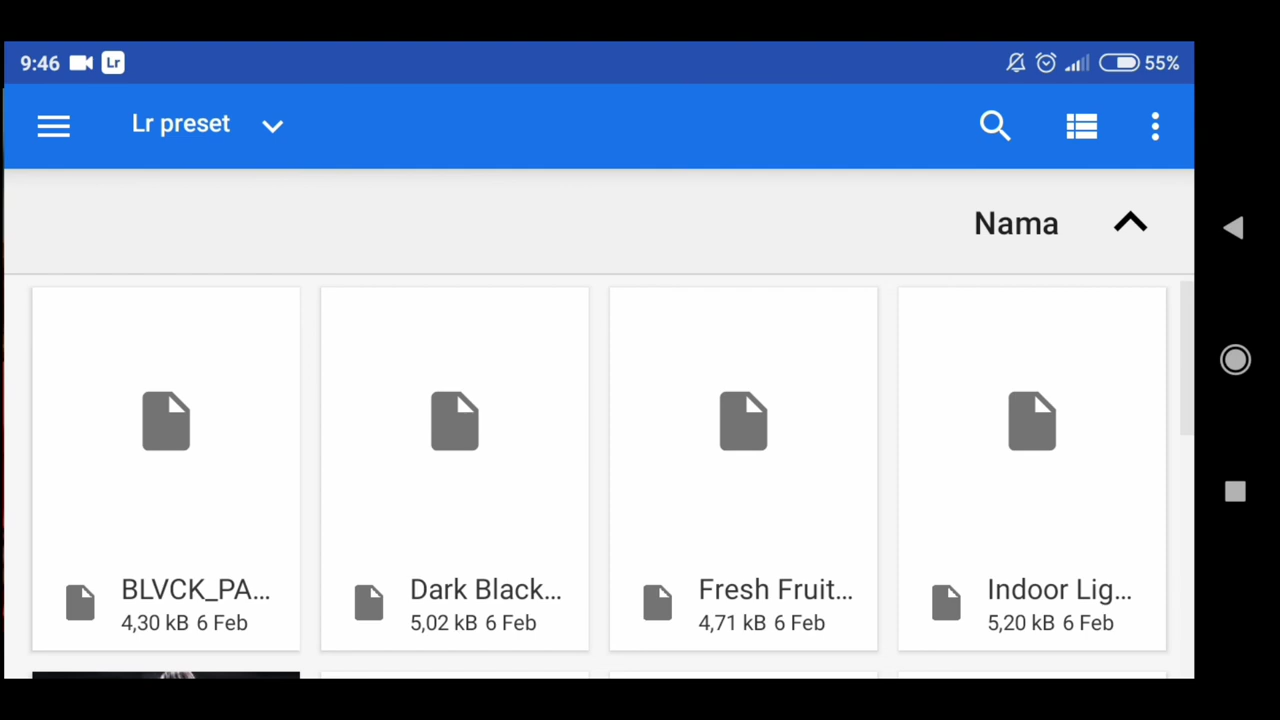 9:46 Lr 55%
Lr preset
Nama
BLVCK_PA... Dark Black... Fresh Fruit... Indoor Lig...
4,30 kB 6 Feb 5,02 kB 6 Feb 4,71 kB 6 Feb 5,20 kB 6 Feb